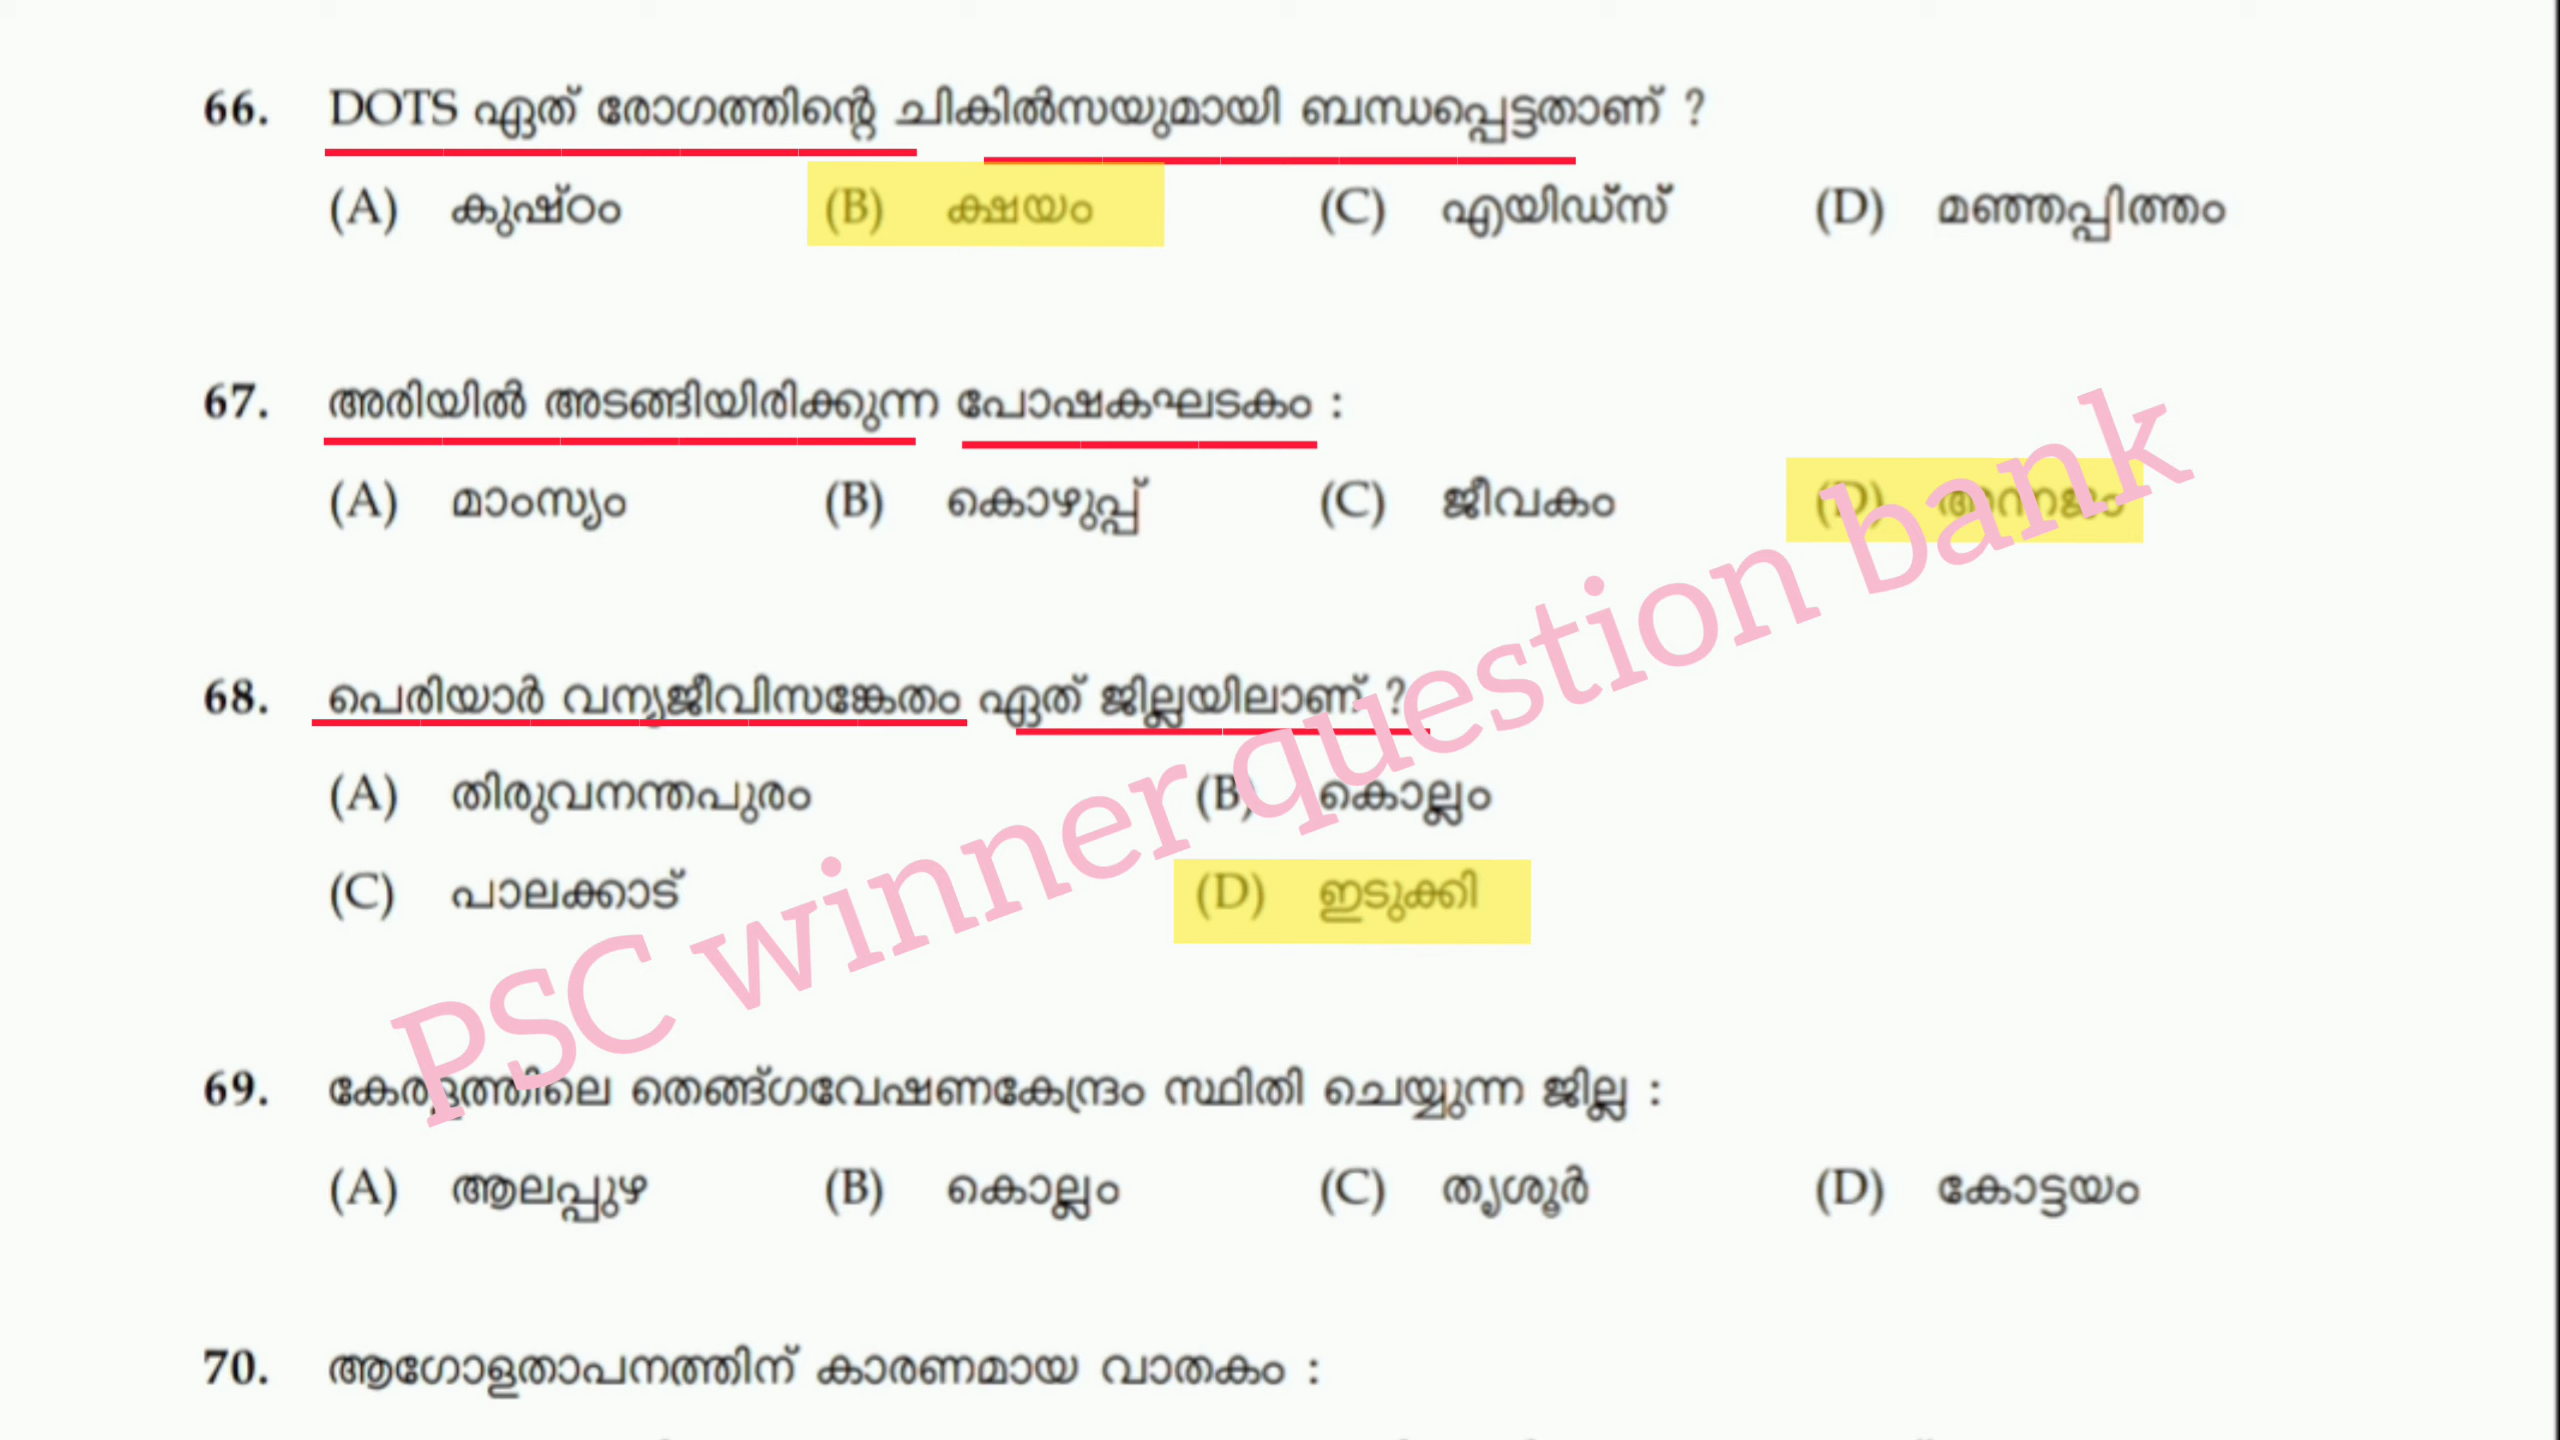 66. DOTS ഏത് രോഗത്തിന്റെ ചികിൽസയുമായി ബന്ധപ്പെട്ടതാണ് ?
(A) കുഷ്ഠം (B) ക്ഷയം (C) എയിഡ്സ് (D) മഞ്ഞപ്പിത്തം
67. അരിയിൽ അടങ്ങിയിരിക്കുന്ന പോഷകഘടകം :
(A) മാംസ്യം (B) കൊഴുപ്പ് (C) ജീവകം (D) അന്നജം
68. പെരിയാർ വന്യജീവിസങ്കേതം ഏത് ജില്ലയിലാണ് ?
(A) തിരുവനന്തപുരം (B) കൊല്ലം
(C) പാലക്കാട് (D) ഇടുക്കി
PSC winner question bank
69. കേരളത്തിലെ തെങ്ങ്ഗവേഷണകേന്ദ്രം സ്ഥിതി ചെയ്യുന്ന ജില്ല :
(A) ആലപ്പുഴ (B) കൊല്ലം (C) തൃശൂർ (D) കോട്ടയം
70. ആഗോളതാപനത്തിന് കാരണമായ വാതകം :